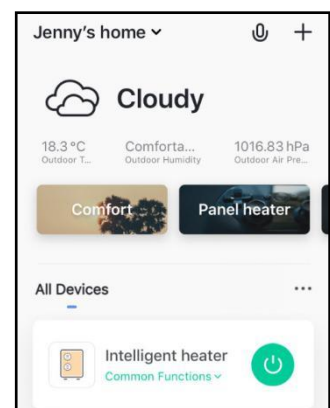 Jenny's home
Cloudy
18.3 °C Comforta... 1016.83 hPa
Outdoor T... Outdoor Humidity Outdoor Air Pre...
Comfort Panel heater
All Devices ...
Intelligent heater
Common Functions